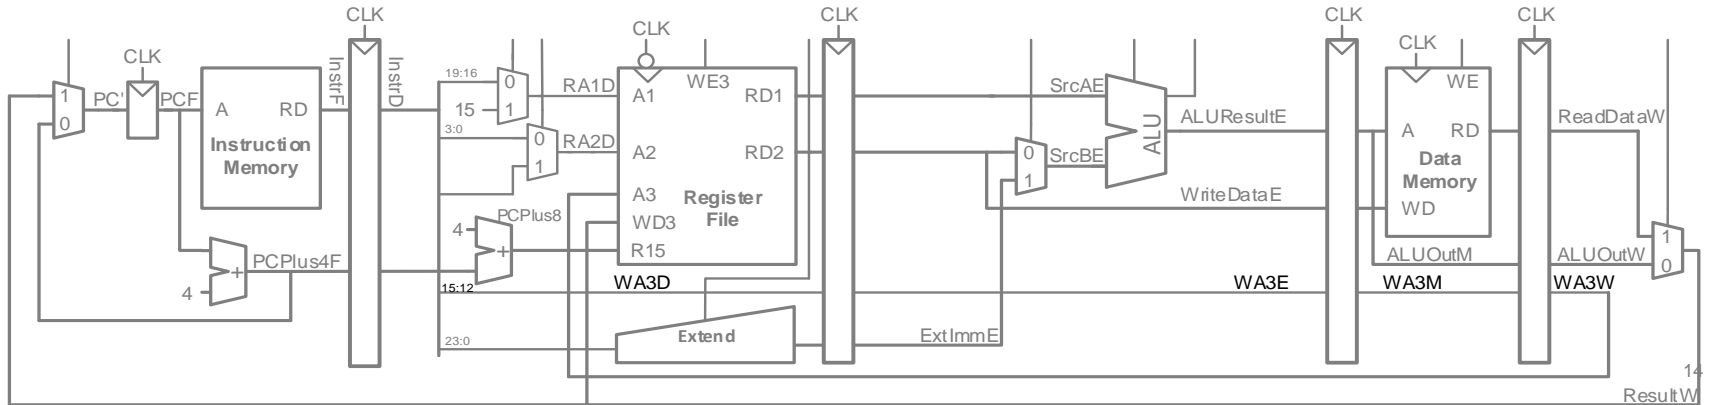 CLK CLK CLK CLK
CLK CLK CLK
InstrF InstrD
19:16 0 RA1D A1 WE3 RD1 SrcAE WE
1 PC' PCF A RD 15 1 ALUResultE A RD ReadDataW
0 3:0 0 RA2D A2 RD2 0 SrcBE ALU
Instruction Memory 1 1 Data Memory
A3 Register File WriteDataE WD
4 PCPlus8 WD3 1
+ R15
+ PCPlus4F ALUOutM ALUOutW 0
4 15:12 WA3D WA3E WA3M WA3W
23:0 Extend ExtImmE
14
ResultW